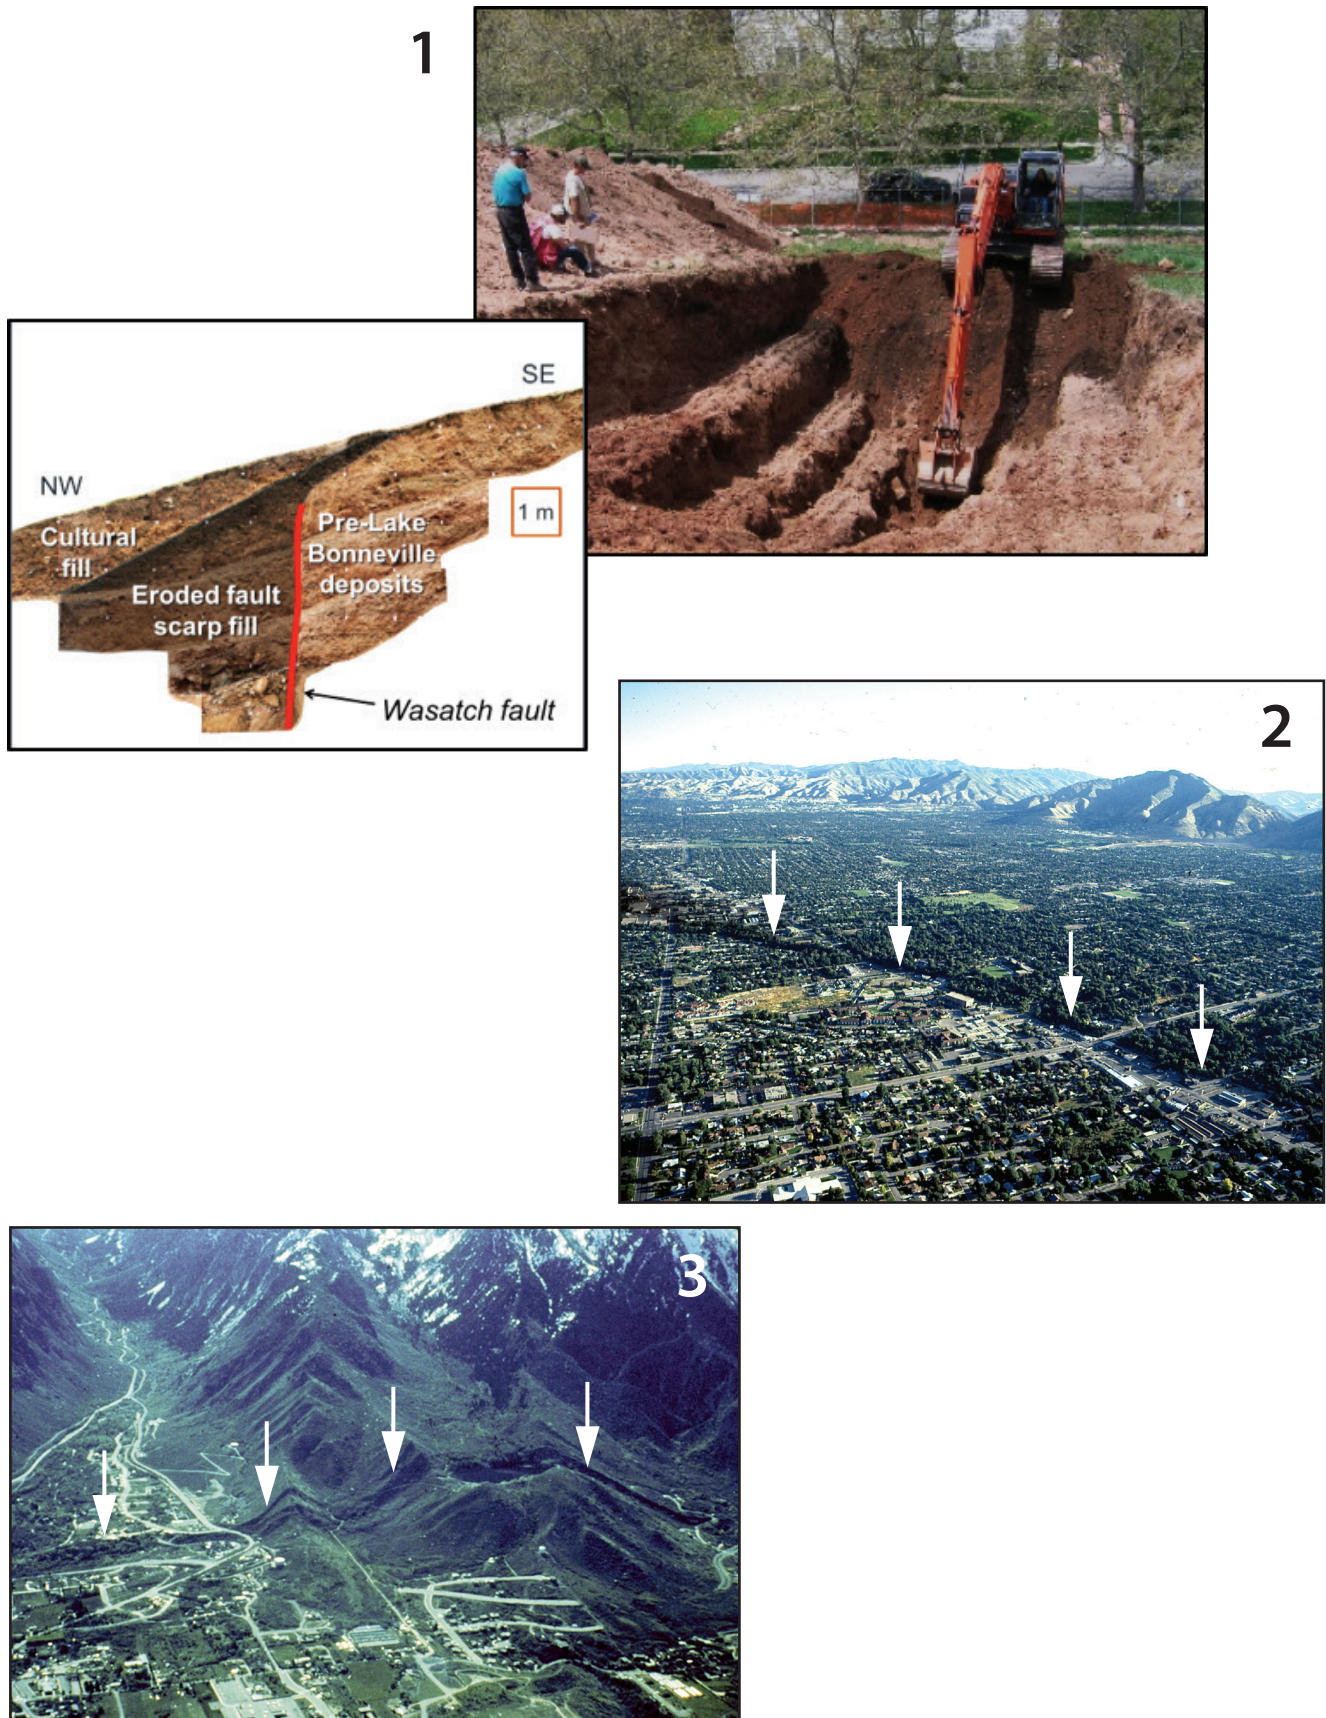 1
SE
NW
1 m
Cultural
fill
Pre-Lake
Bonneville
deposits
Eroded fault
scarp fill
Wasatch fault
2
3